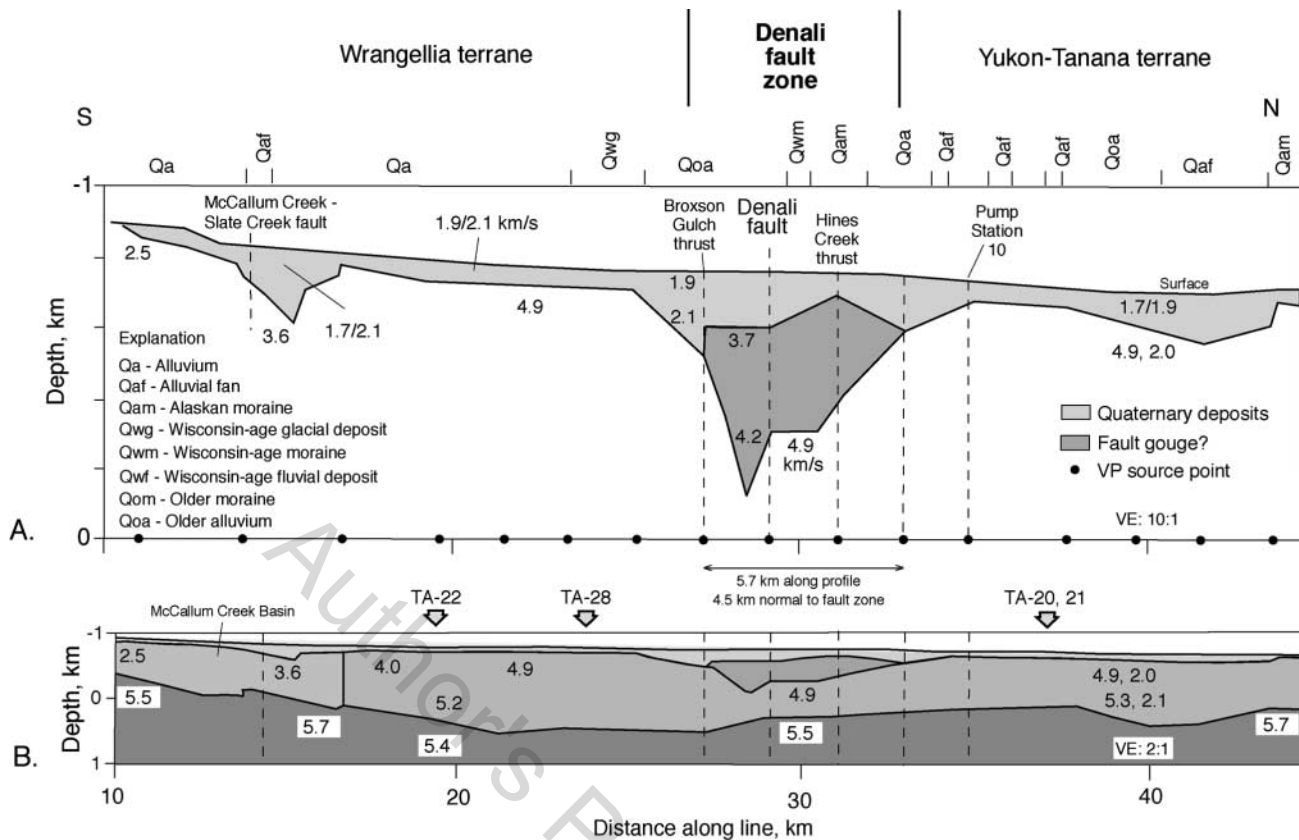 Wrangellia terrane
Denali
fault
zone
Yukon-Tanana terrane
S
N
Qa
Qaf
Qa
Qwg
Qoa
Qwm
Qam
Qoa
Qaf
Qaf
Qaf
Qoa
Qaf
Qam
-1
McCallum Creek -
Slate Creek fault
1.9/2.1 km/s
Broxson
Gulch
thrust
Denali
fault
Hines
Creek
thrust
Pump
Station
10
2.5
4.9
1.9
Surface
1.7/1.9
3.6
1.7/2.1
2.1
3.7
4.9, 2.0
Depth, km
Explanation
Qa - Alluvium
Qaf - Alluvial fan
Qam - Alaskan moraine
Qwg - Wisconsin-age glacial deposit
Qwm - Wisconsin-age moraine
Qwf - Wisconsin-age fluvial deposit
Qom - Older moraine
Qoa - Older alluvium
4.2
4.9
km/s
Quaternary deposits
Fault gouge?
VP source point
VE: 10:1
A.
0
20
30
40
5.7 km along profile
4.5 km normal to fault zone
McCallum Creek Basin
TA-22
TA-28
TA-20, 21
-1
2.5
3.6
4.0
4.9
4.9
4.9, 2.0
Depth, km
0
5.5
5.2
5.3, 2.1
5.7
5.4
5.5
5.7
VE: 2:1
B.
1
10
20
30
40
Distance along line, km
Author's P